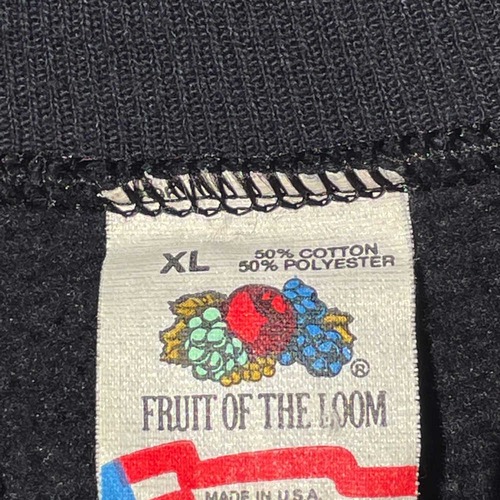 XL 50% COTTON
50% POLYESTER
®
FRUIT OF THE LOOM
MADE IN U.S.A.